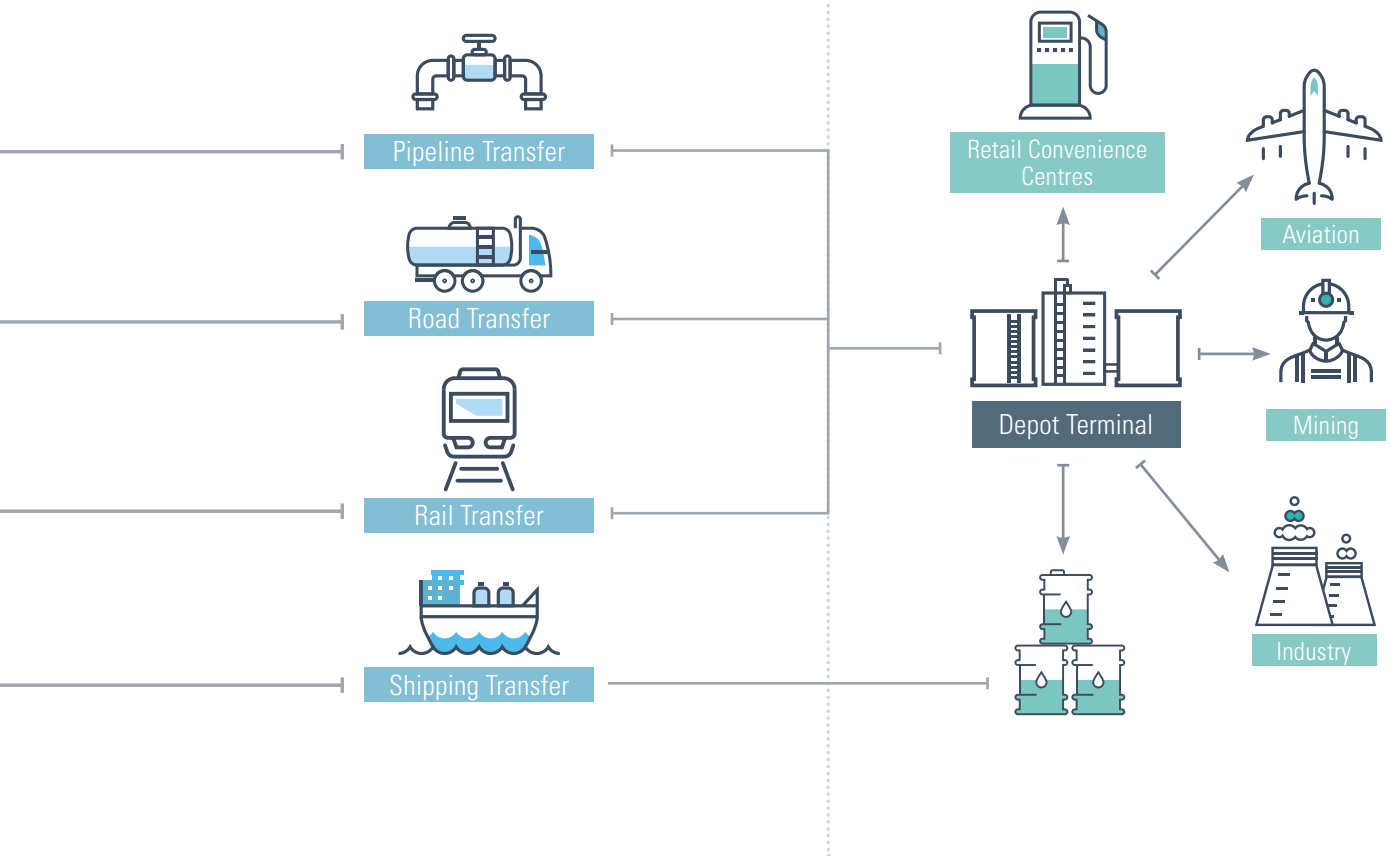 Pipeline Transfer
Road Transfer
Rail Transfer
Shipping Transfer
Retail Convenience
Centres
Aviation
Depot Terminal
Mining
Industry